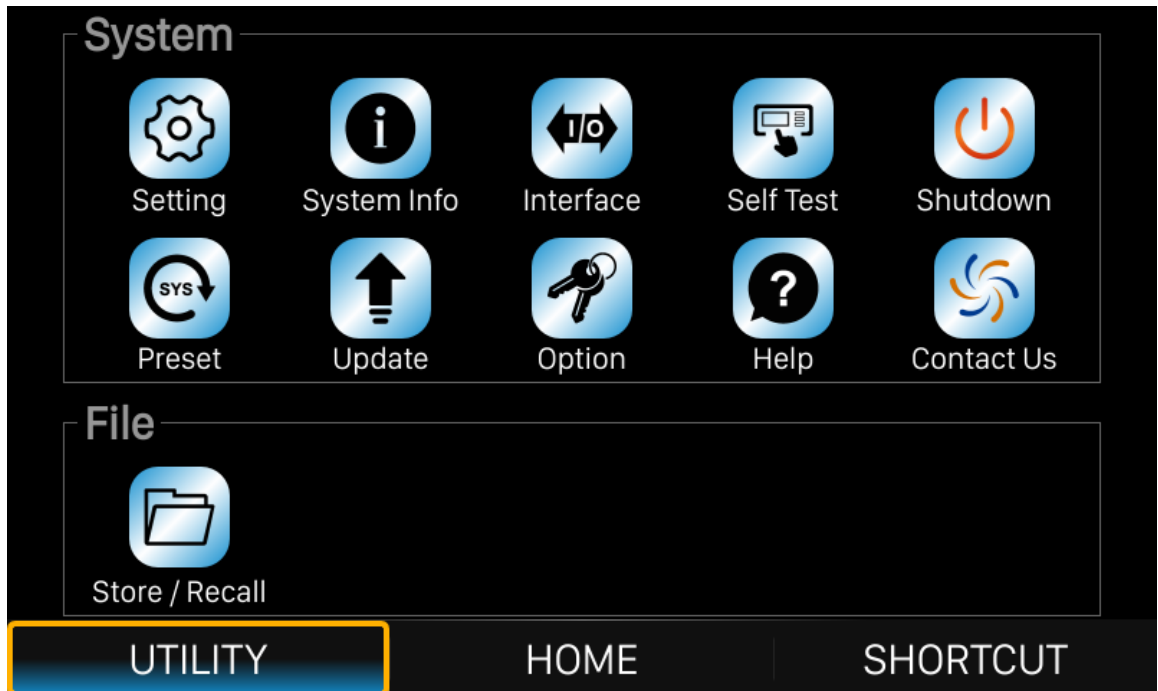 System
I/O
Setting System Info Interface Self Test Shutdown
SYS ?
Preset Update Option Help Contact Us
File
Store / Recall
UTILITY HOME SHORTCUT